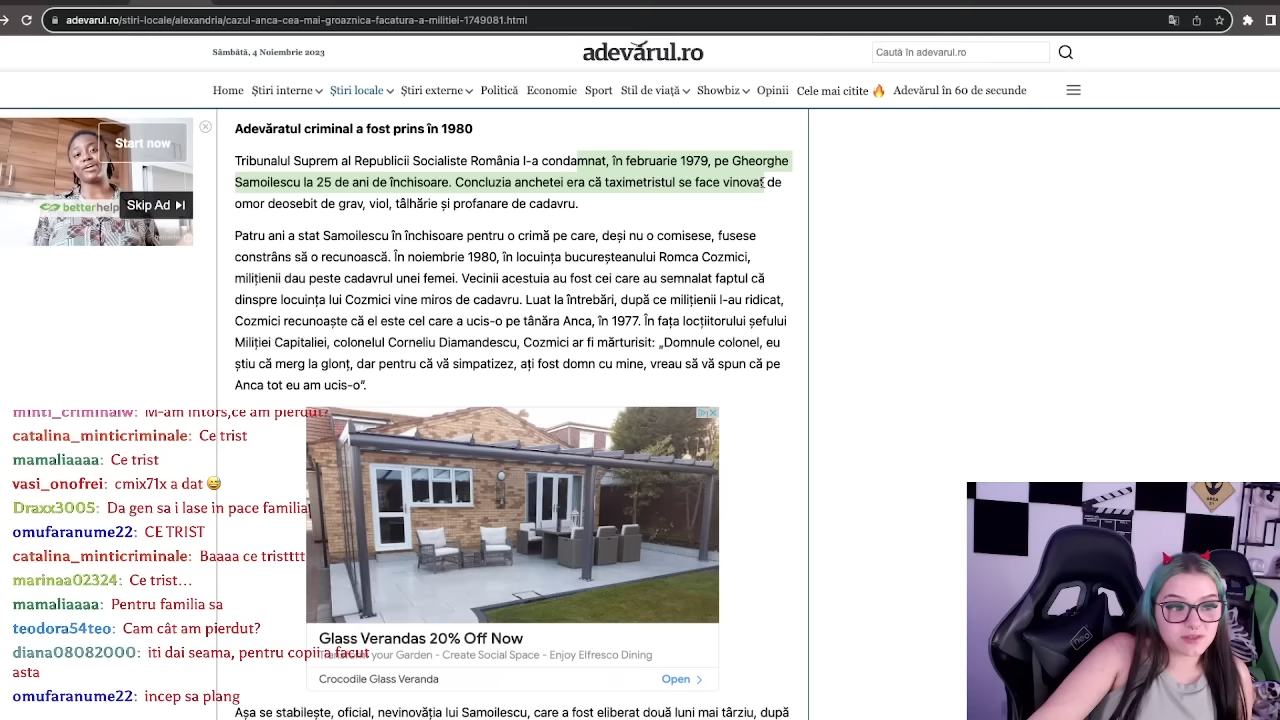 adevarul.ro/stiri-locale/alexandria/cazul-anca-groaznica-facatura-a-militiei-1749081.html
Sâmbătă, 4 Noiembrie 2023
adevărul.ro
Caută în adevarul.ro
Home Știri interne Știri locale Știri externe Politică Economie Sport Stil de viață Showbiz Opinii Cele mai citite 🔥 Adevărul în 60 de secunde
Adevăratul criminal a fost prins în 1980
Tribunalul Suprem al Republicii Socialiste România l-a condamnat, în februarie 1979, pe Gheorghe
Samoilescu la 25 de ani de închisoare. Concluzia anchetei era că taximetristul se face vinovat de
omor deosebit de grav, viol, tâlhărie și profanare de cadavru.
Start now
betterhelp
Skip Ad
Patru ani a stat Samoilescu în închisoare pentru o crimă pe care, deși nu o comisese, fusese
constrâns să o recunoască. În noiembrie 1980, în locuința bucureșteanului Romca Cozmici,
milițienii dau peste cadavrul unei femei. Vecinii acestuia au fost cei care au semnalat faptul că
dinspre locuința lui Cozmici vine miros de cadavru. Luat la întrebări, după ce milițienii l-au ridicat,
Cozmici recunoaște că el este cel care a ucis-o pe tânăra Anca, în 1977. În fața locțiitorului șefului
Miliției Capitaliei, colonelul Corneliu Diamandescu, Cozmici ar fi mărturisit: „Domnule colonel, eu
știu că merg la glonț, dar pentru că vă simpatizez, ați fost domn cu mine, vreau să vă spun că pe
Anca tot eu am ucis-o”.
minti_criminalw: M-am intors,ce am pierdut?
catalina_minticriminale: Ce trist
mamaliaaaa: Ce trist
vasi_onofrei: cmix71x a dat 😅
Draxx3005: Da gen sa i lase in pace familia
omufaranume22: CE TRIST
catalina_minticriminale: Baaaa ce tristttt
marinaa02324: Ce trist...
mamaliaaaa: Pentru familia sa
teodora54teo: Cam cât am pierdut?
diana08082000: iti dai seama, pentru copii a facut
asta
omufaranume22: incep sa plang
Glass Verandas 20% Off Now
your Garden - Create Social Space - Enjoy Elfresco Dining
Crocodile Glass Veranda
Open
AREA
neo
Așa se stabilește, oficial, nevinovăția lui Samoilescu, care a fost eliberat două luni mai târziu, după